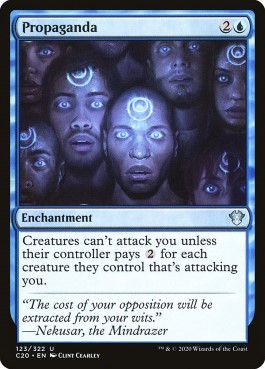 Propaganda 2
Enchantment
Creatures can't attack you unless
their controller pays 2 for each
creature they control that's attacking
you.
"The cost of your opposition will be
extracted from your wits."
—Nekusar, the Mindrazer
123/322 U
C20 • EN CLINT CEARLEY
™ & © 2020 Wizards of the Coast